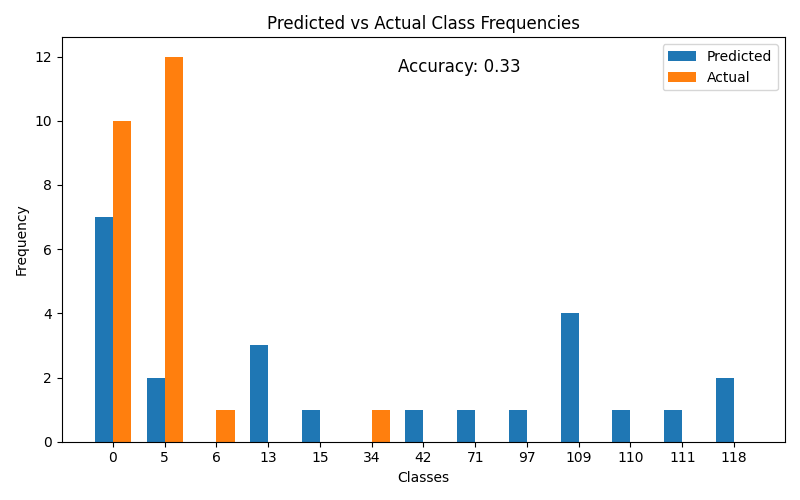 Predicted vs Actual Class Frequencies
Accuracy: 0.33
Predicted
Actual
Frequency
12
10
8
6
4
2
0
0 5 6 13 15 34 42 71 97 109 110 111 118
Classes